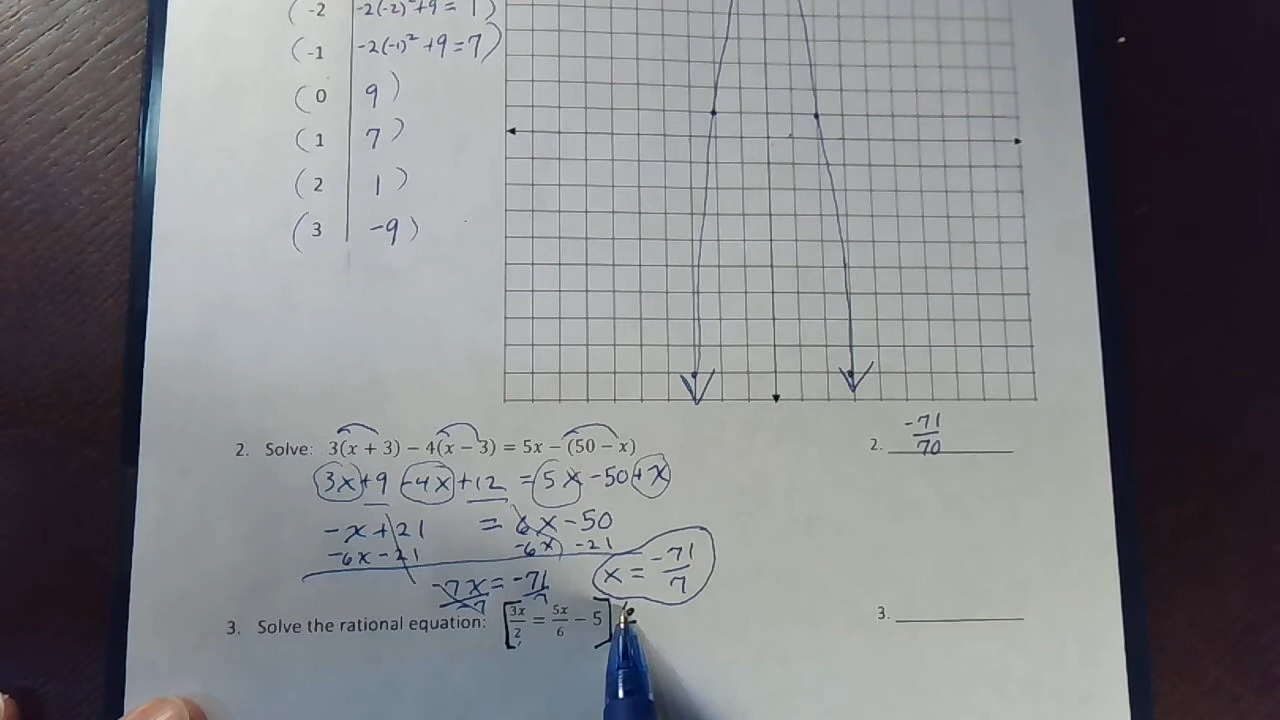 ( -2 | -2(-2)²+9 = 1 )
( -1 | -2(-1)² +9 = 7 )
( 0 | 9 )
( 1 | 7 )
( 2 | 1 )
( 3 | -9 )
2. Solve: 3(x + 3) − 4(x − 3) = 5x − (50 − x)
2. -71/70
3x+9 -4x+12 = 5x -50+x
-x+21 = 6x-50
-6x-21 -6x -21
-7x = -71
-7 7
x = -71/7
3. Solve the rational equation: [3x/2 = 5x/6 − 5]
3.